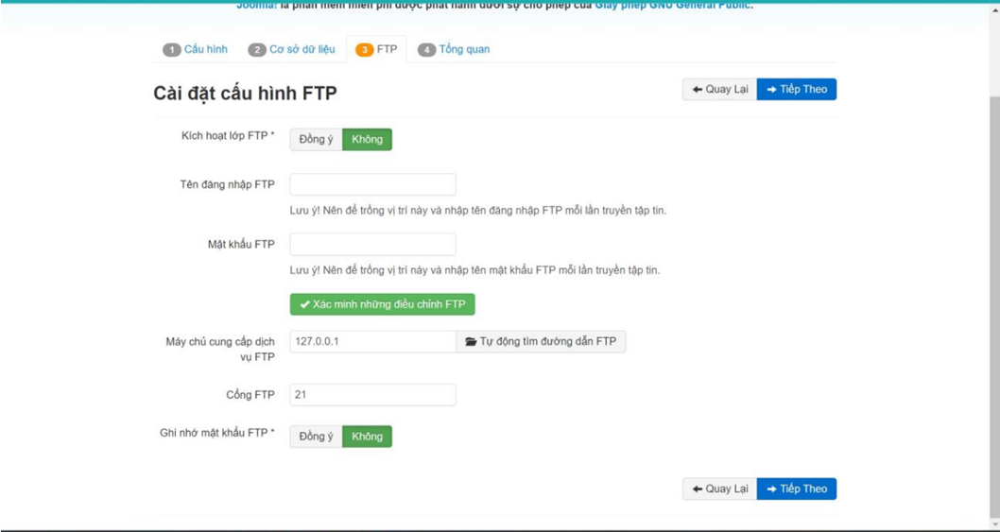 Joomla! là phần mềm miễn phí được phát hành dưới sự cho phép của Giấy phép GNU General Public.
1 Cấu hình 2 Cơ sở dữ liệu 3 FTP 4 Tổng quan
Cài đặt cấu hình FTP
Quay Lại Tiếp Theo
Kích hoạt lớp FTP * Đồng ý Không
Tên đăng nhập FTP
Lưu ý! Nên để trống vị trí này và nhập tên đăng nhập FTP mỗi lần truyền tập tin.
Mật khẩu FTP
Lưu ý! Nên để trống vị trí này và nhập tên mật khẩu FTP mỗi lần truyền tập tin.
Xác minh những điều chỉnh FTP
Máy chủ cung cấp dịch vụ FTP 127.0.0.1 Tự động tìm đường dẫn FTP
Cổng FTP 21
Ghi nhớ mật khẩu FTP * Đồng ý Không
Quay Lại Tiếp Theo